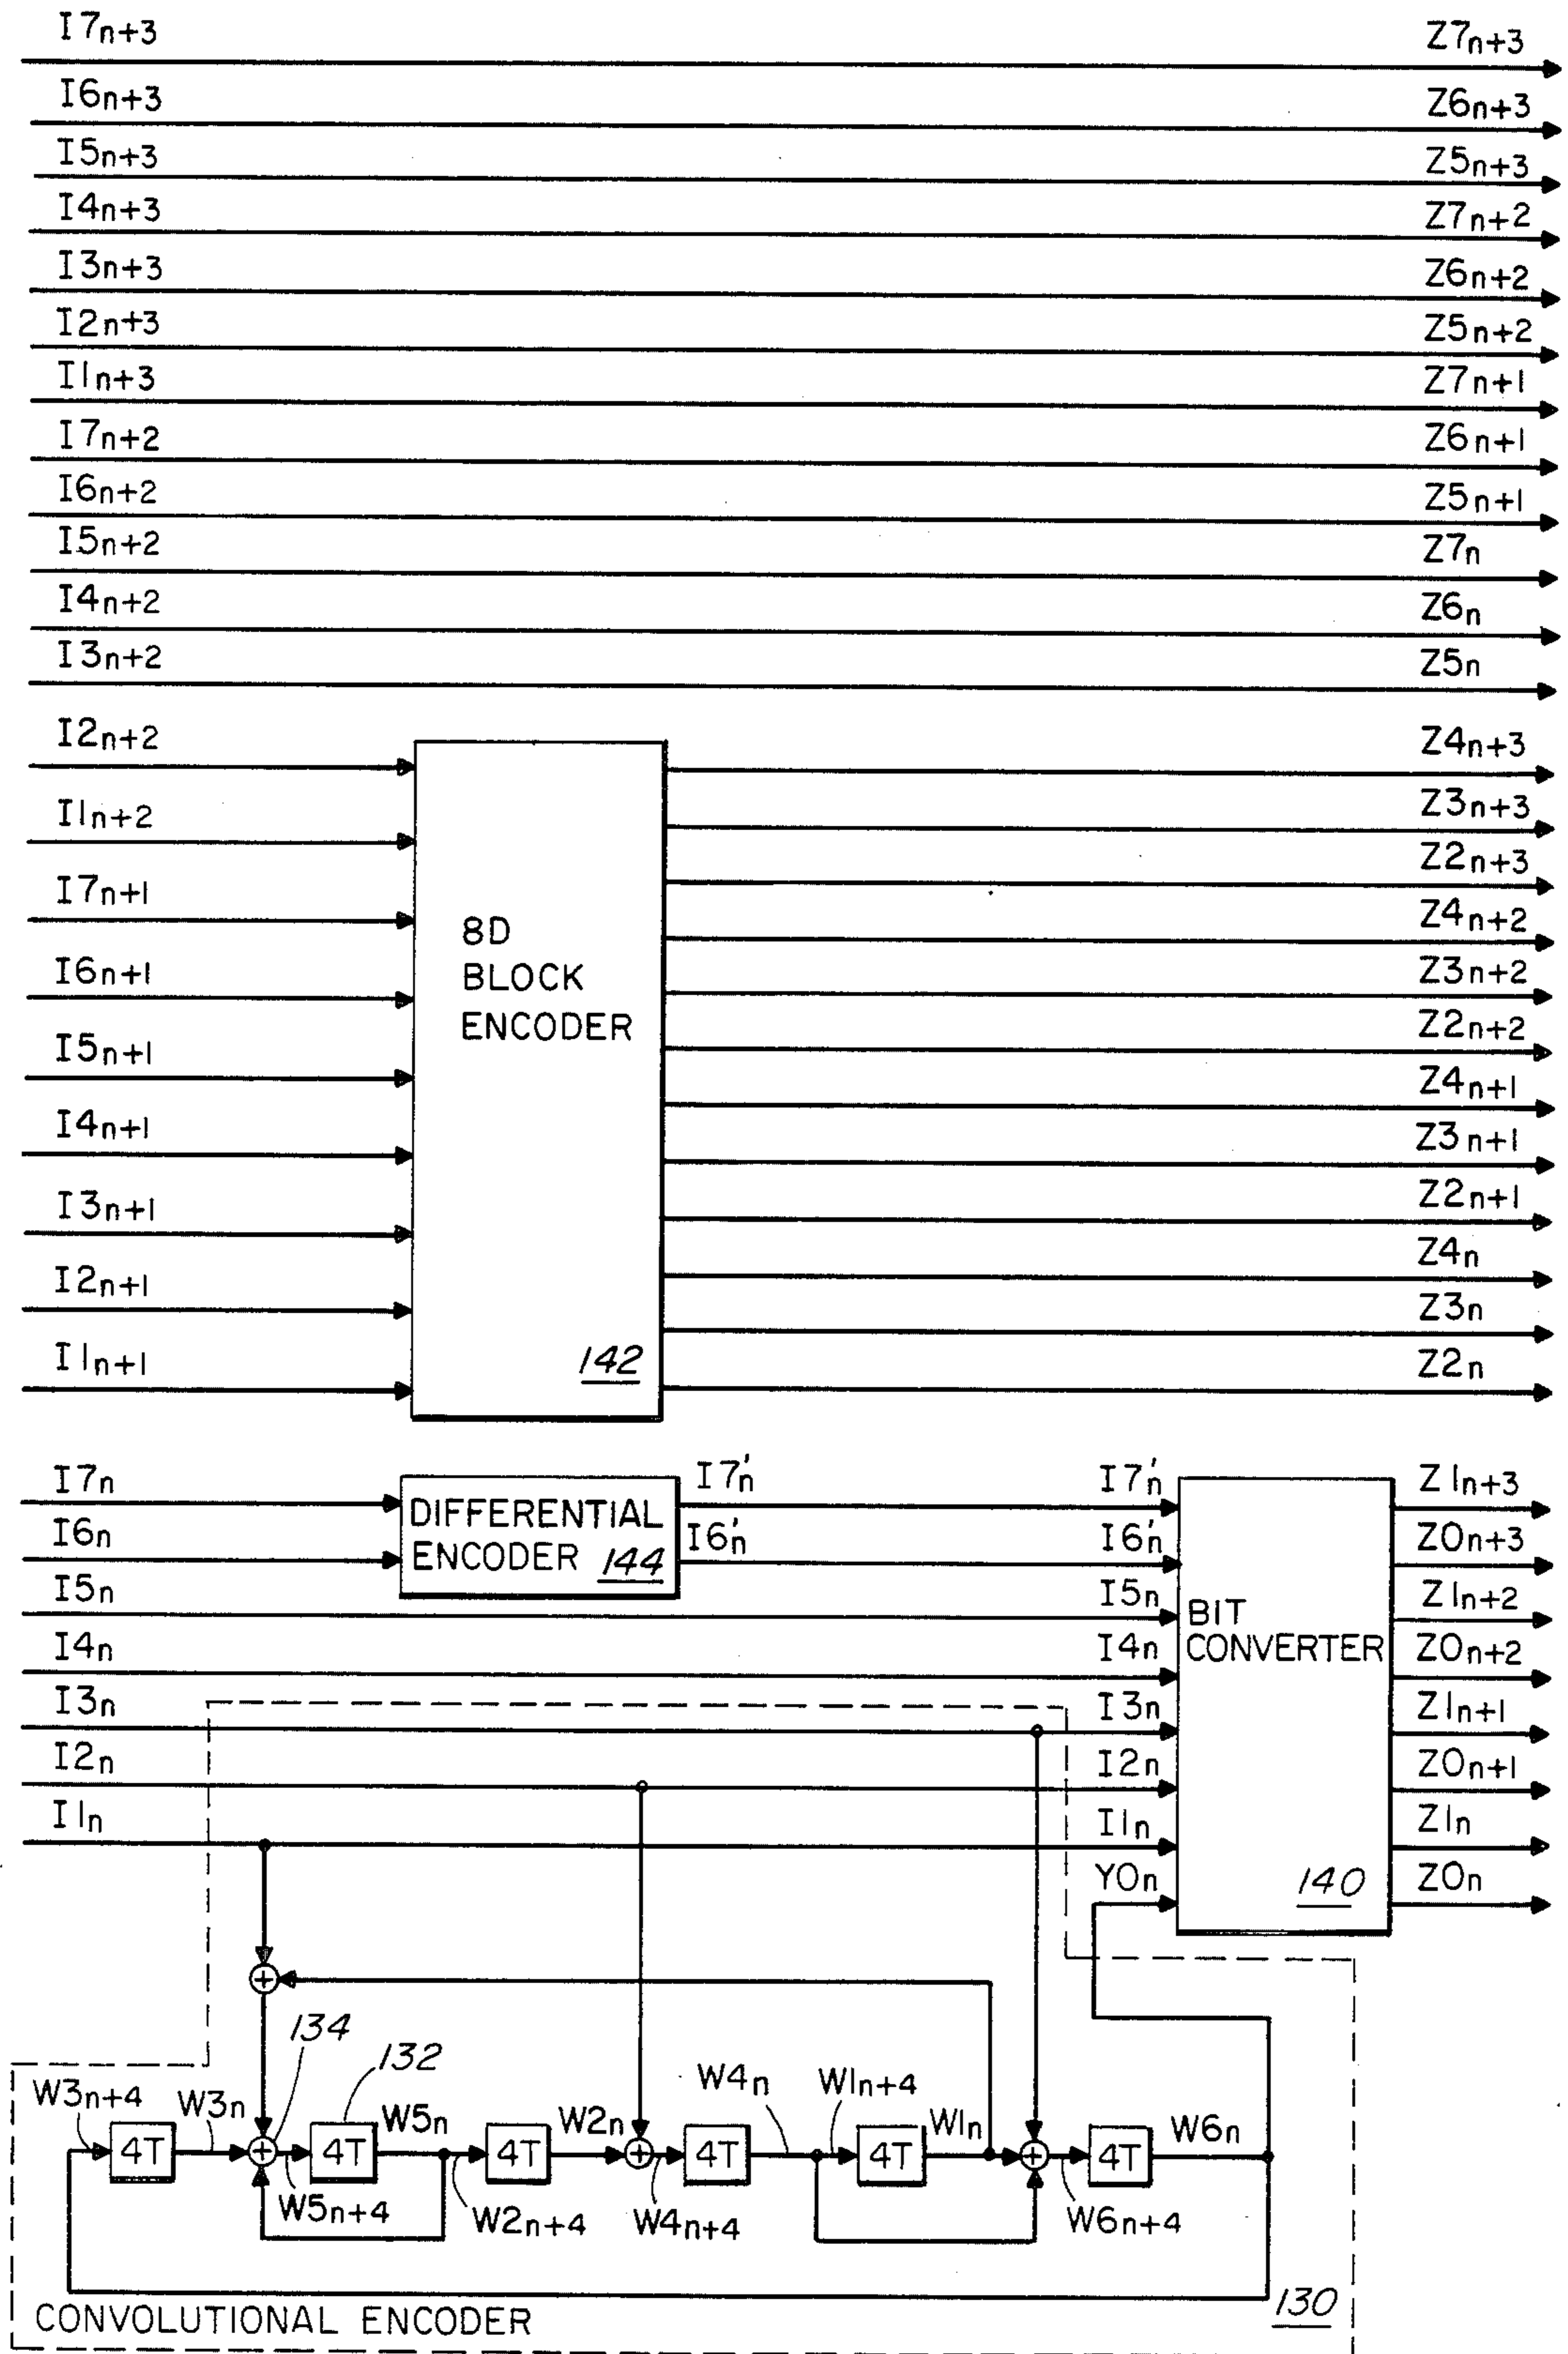 I7n+3 Z7n+3
I6n+3 Z6n+3
I5n+3 Z5n+3
I4n+3 Z7n+2
I3n+3 Z6n+2
I2n+3 Z5n+2
I1n+3 Z7n+1
I7n+2 Z6n+1
I6n+2 Z5n+1
I5n+2 Z7n
I4n+2 Z6n
I3n+2 Z5n
I2n+2 Z4n+3
I1n+2 Z3n+3
Z2n+3
I7n+1 Z4n+2
I6n+1 Z3n+2
I5n+1 Z2n+2
I4n+1 Z4n+1
Z3n+1
I3n+1 Z2n+1
I2n+1 Z4n
Z3n
I1n+1 Z2n
8D
BLOCK
ENCODER
142
I7n I7'n I7'n Z1n+3
I6n I6'n I6'n Z0n+3
DIFFERENTIAL
ENCODER 144
I5n I5n Z1n+2
I4n I4n Z0n+2
I3n I3n Z1n+1
I2n I2n Z0n+1
I1n I1n Z1n
Y0n Z0n
BIT
CONVERTER
140
134
132
W3n+4 W3n W5n W2n W4n W1n+4 W1n W6n
+
+ + +
4T 4T 4T 4T 4T 4T
W5n+4 W2n+4 W4n+4 W6n+4
CONVOLUTIONAL ENCODER 130